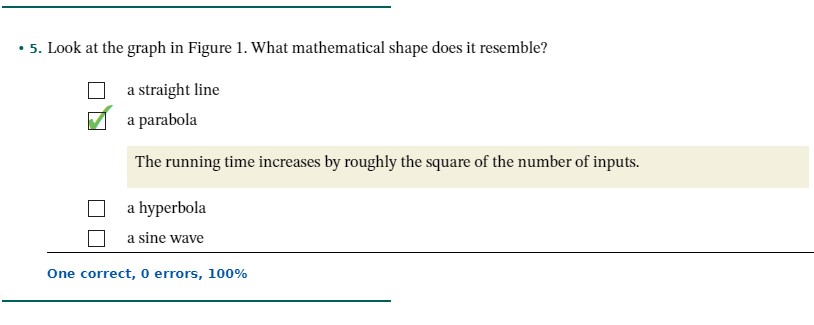 • 5. Look at the graph in Figure 1. What mathematical shape does it resemble?
a straight line
a parabola
The running time increases by roughly the square of the number of inputs.
a hyperbola
a sine wave
One correct, 0 errors, 100%